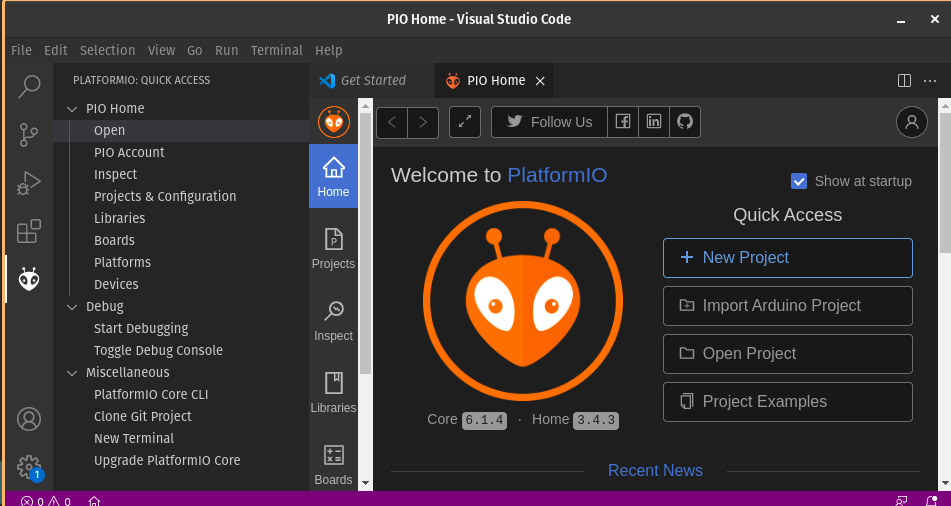 PIO Home - Visual Studio Code
File Edit Selection View Go Run Terminal Help
PLATFORMIO: QUICK ACCESS
PIO Home
Open
PIO Account
Inspect
Projects & Configuration
Libraries
Boards
Platforms
Devices
Debug
Start Debugging
Toggle Debug Console
Miscellaneous
PlatformIO Core CLI
Clone Git Project
New Terminal
Upgrade PlatformIO Core
1
0 0
Get Started
PIO Home
Home
Projects
Inspect
Libraries
Boards
Follow Us
Welcome to PlatformIO
Show at startup
Core 6.1.4 · Home 3.4.3
Quick Access
New Project
Import Arduino Project
Open Project
Project Examples
Recent News